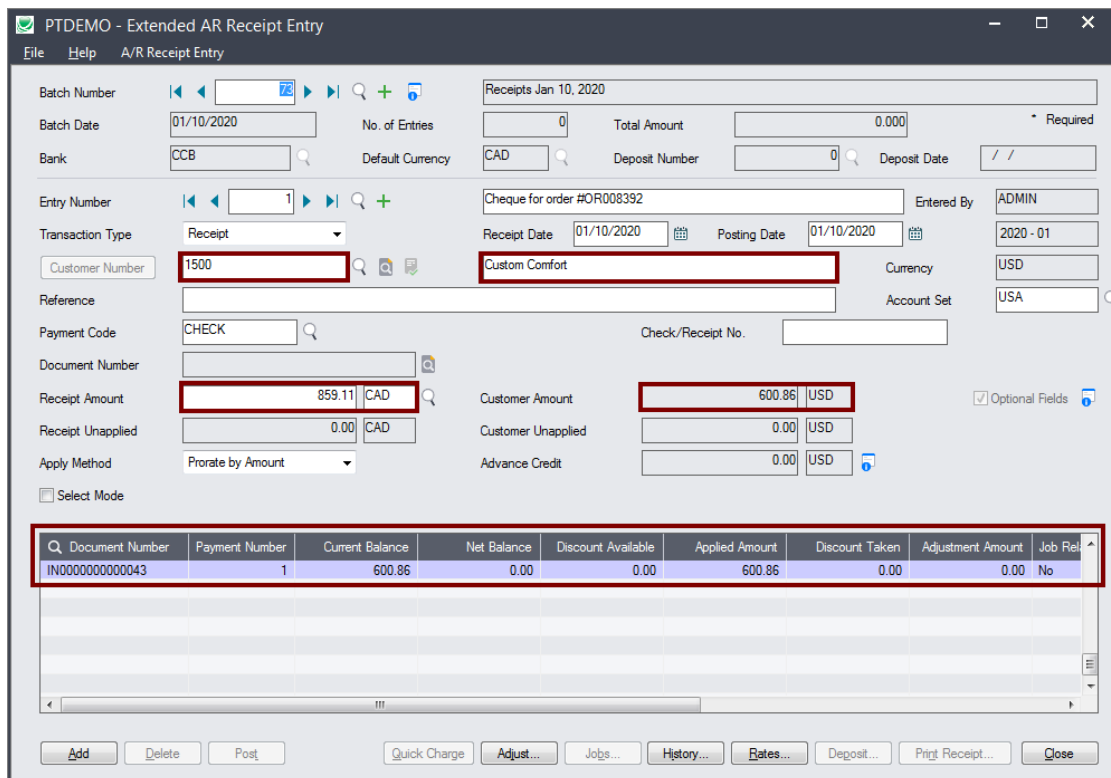 PTDEMO - Extended AR Receipt Entry
File Help A/R Receipt Entry
Batch Number 73 Receipts Jan 10, 2020
Batch Date 01/10/2020 No. of Entries 0 Total Amount 0.000 * Required
Bank CCB Default Currency CAD Deposit Number 0 Deposit Date / /
Entry Number 1 Cheque for order #OR008392 Entered By ADMIN
Transaction Type Receipt Receipt Date 01/10/2020 Posting Date 01/10/2020 2020 - 01
Customer Number 1500 Custom Comfort Currency USD
Reference Account Set USA
Payment Code CHECK Check/Receipt No.
Document Number
Receipt Amount 859.11 CAD Customer Amount 600.86 USD Optional Fields
Receipt Unapplied 0.00 CAD Customer Unapplied 0.00 USD
Apply Method Prorate by Amount Advance Credit 0.00 USD
Select Mode
Document Number Payment Number Current Balance Net Balance Discount Available Applied Amount Discount Taken Adjustment Amount Job Rel
IN0000000000043 1 600.86 0.00 0.00 600.86 0.00 0.00 No
Add Delete Post Quick Charge Adjust... Jobs... History... Rates... Deposit... Print Receipt... Close